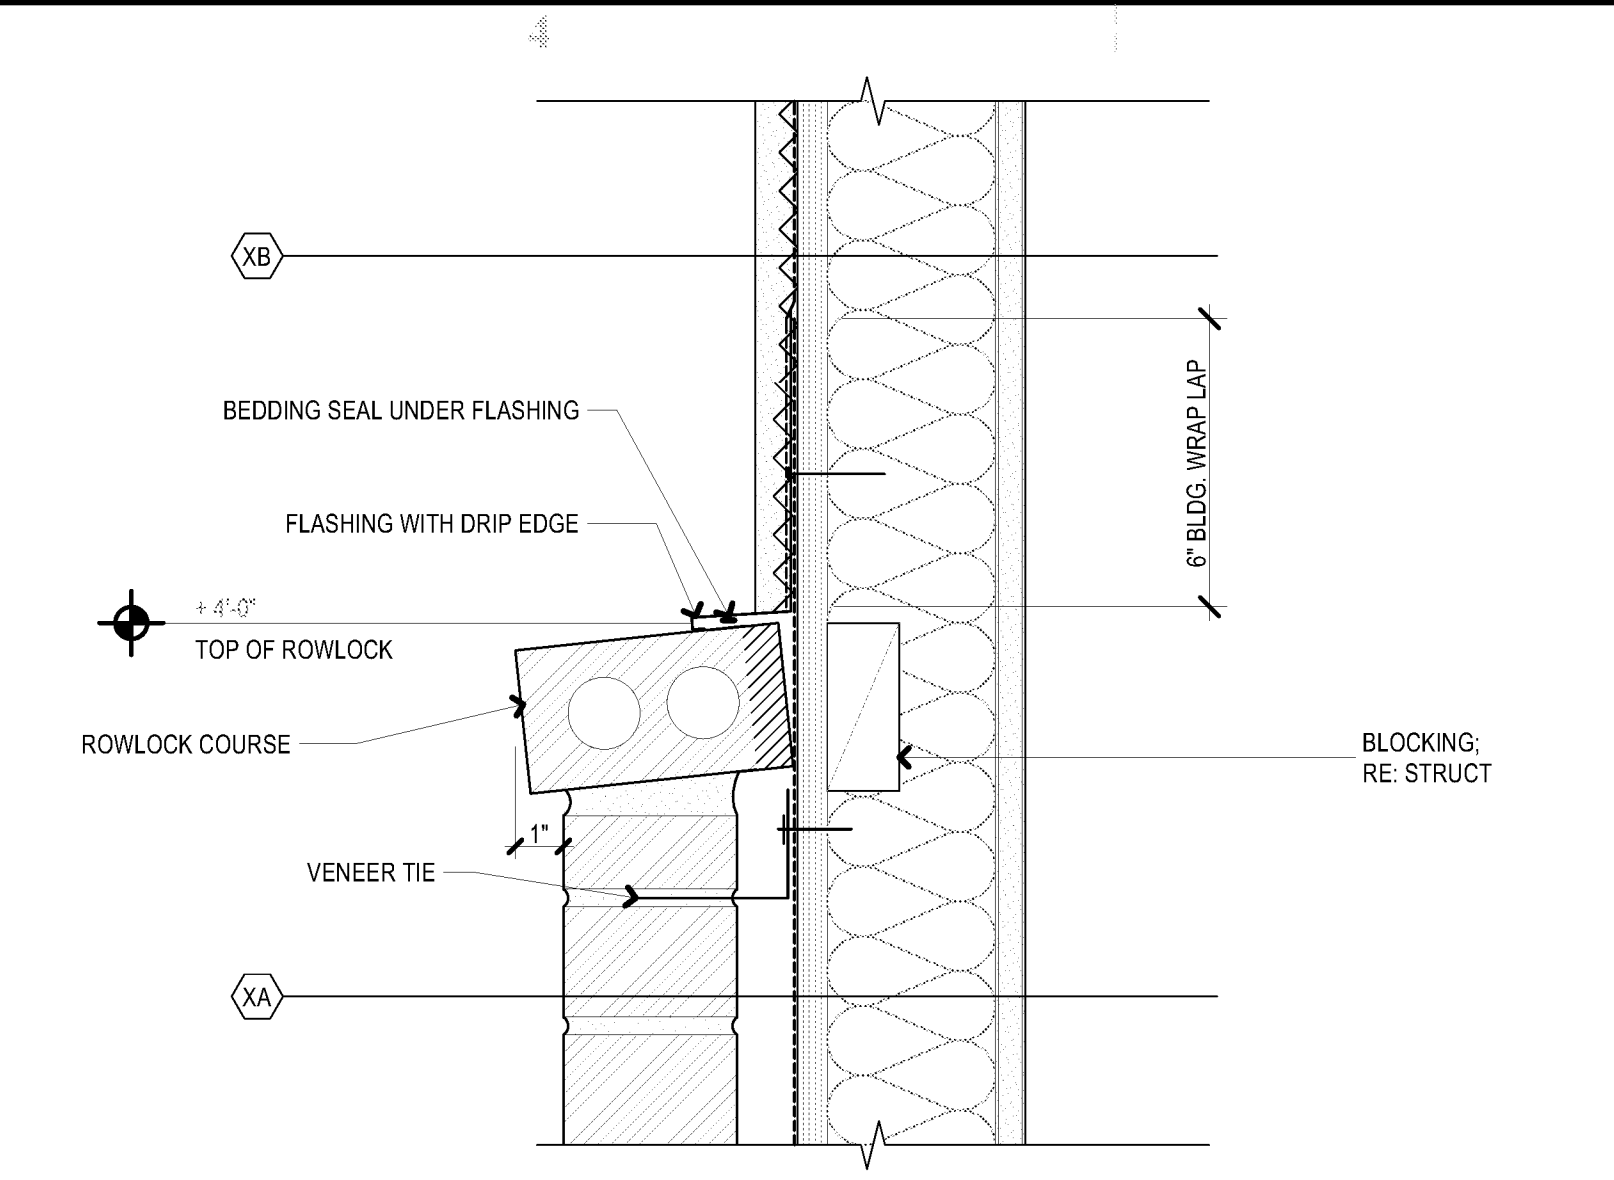 4
XB
6" BLDG. WRAP LAP
BEDDING SEAL UNDER FLASHING
FLASHING WITH DRIP EDGE
+ 4'-0"
TOP OF ROWLOCK
ROWLOCK COURSE
BLOCKING;
RE: STRUCT
1"
VENEER TIE
XA